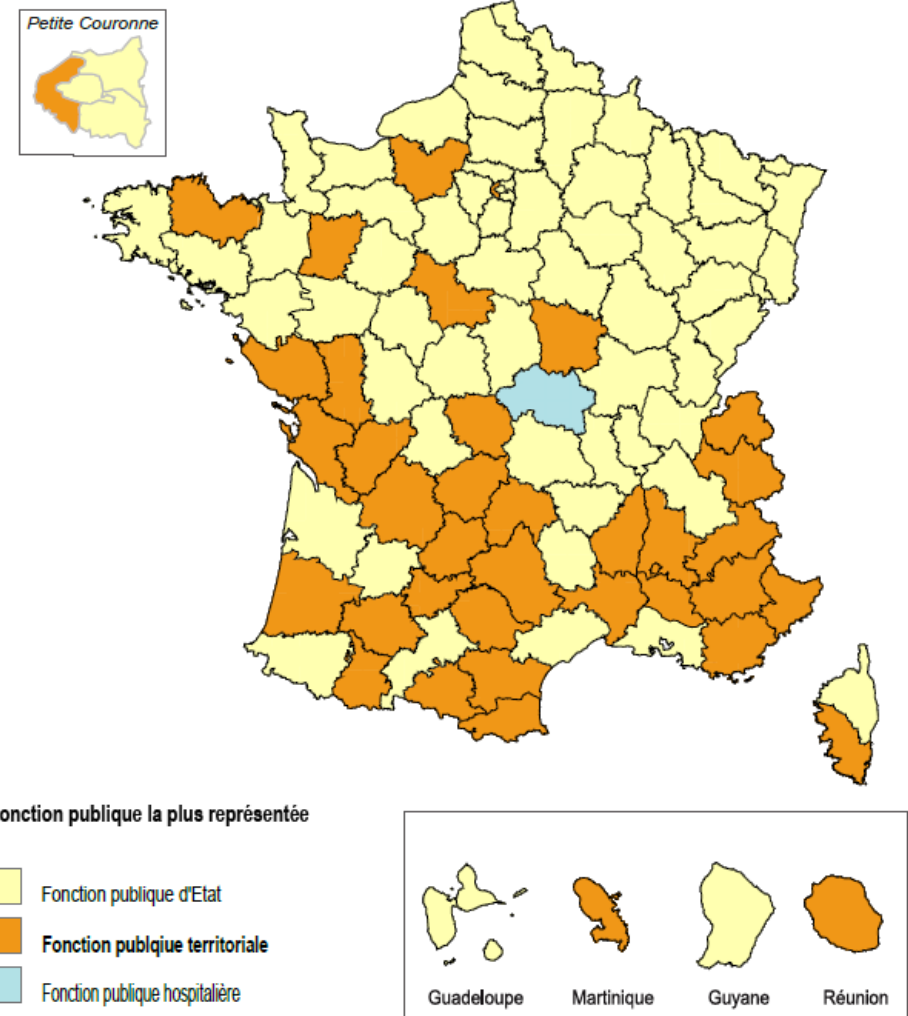 Petite Couronne
onction publique la plus représentée
Fonction publique d'Etat
Fonction publqiue territoriale
Fonction publique hospitalière
Guadeloupe
Martinique
Guyane
Réunion